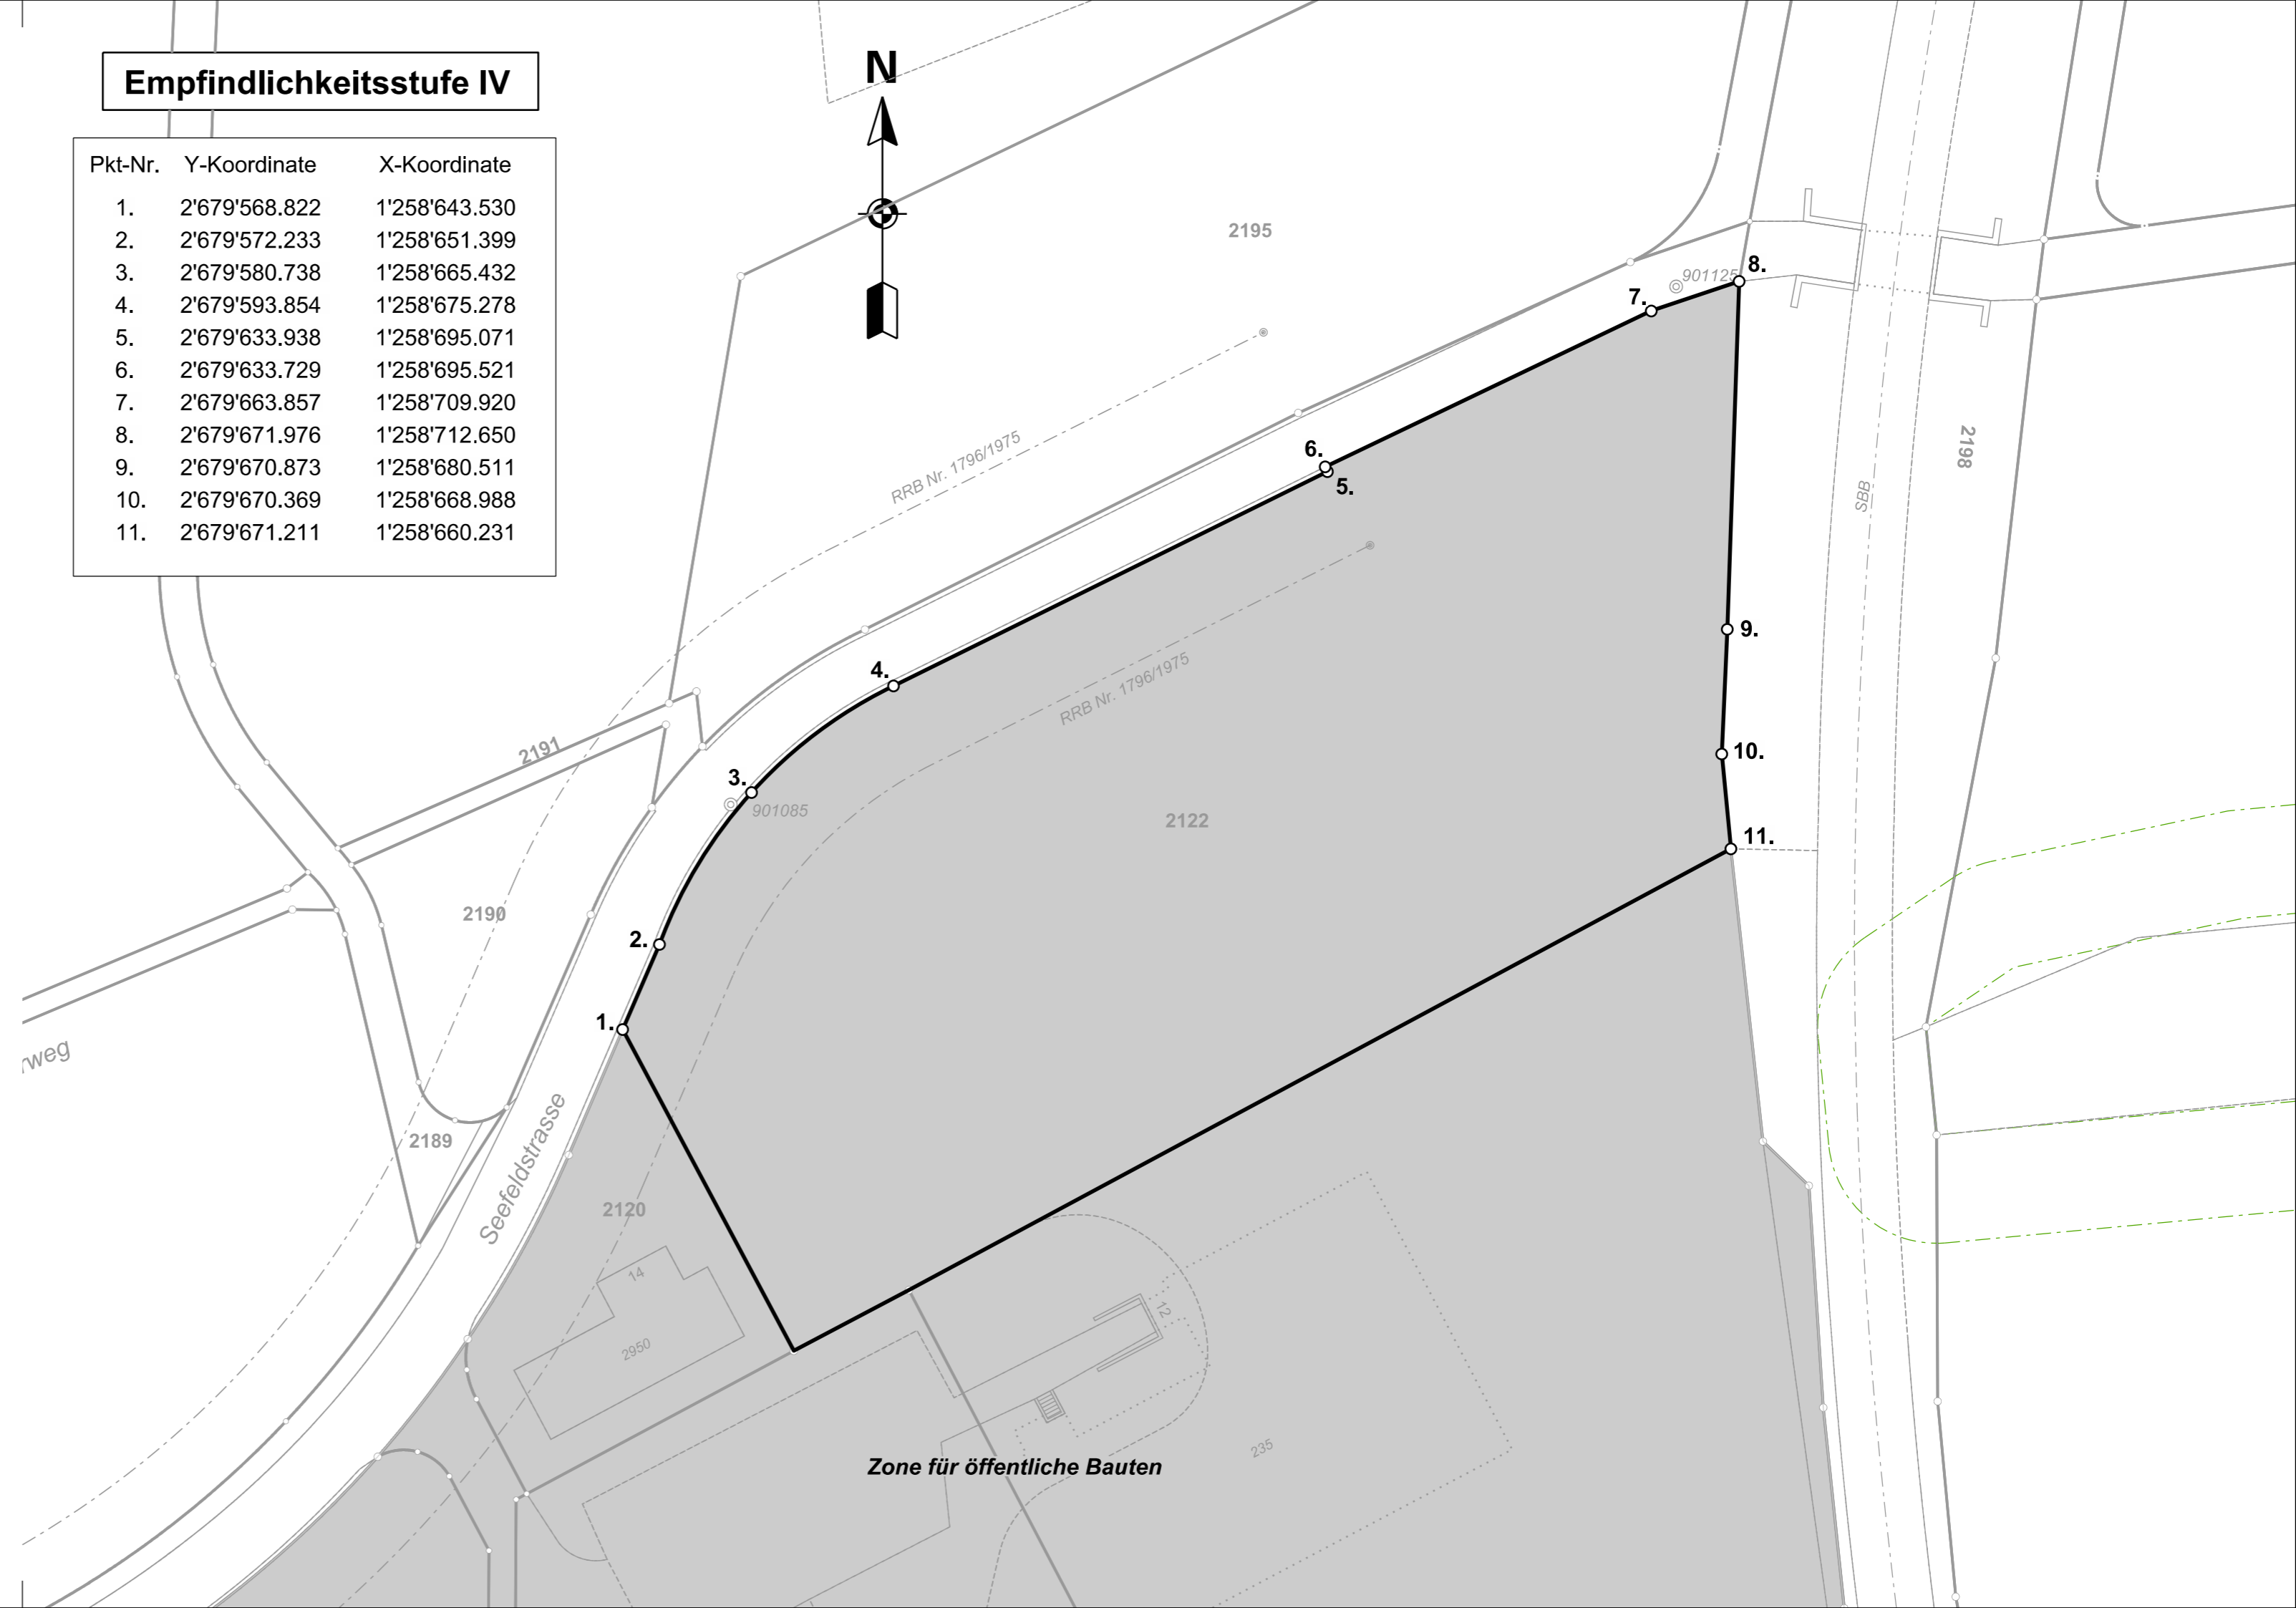 Empfindlichkeitsstufe IV
N
Pkt-Nr. Y-Koordinate X-Koordinate
1. 2'679'568.822 1'258'643.530
2. 2'679'572.233 1'258'651.399
3. 2'679'580.738 1'258'665.432
4. 2'679'593.854 1'258'675.278
5. 2'679'633.938 1'258'695.071
6. 2'679'633.729 1'258'695.521
7. 2'679'663.857 1'258'709.920
8. 2'679'671.976 1'258'712.650
9. 2'679'670.873 1'258'680.511
10. 2'679'670.369 1'258'668.988
11. 2'679'671.211 1'258'660.231
2195
901125
8.
7.
2198
RRB Nr. 1796/1975
6.
5.
SBB
9.
4.
RRB Nr. 1796/1975
2191
10.
3.
901085
2122
11.
2190
2.
1.
rweg
2189
Seefeldstrasse
2120
14
12
2950
235
Zone für öffentliche Bauten